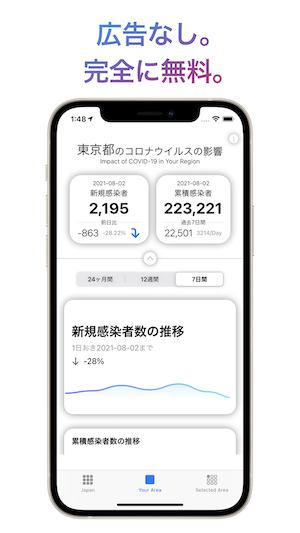 広告なし。
完全に無料。
1:48
東京都のコロナウイルスの影響
Impact of COVID-19 in Your Region
2021-08-02
新規感染者
2,195
前日比
-863 -28.22%
2021-08-02
累積感染者
223,221
過去7日間
22,501 3214/Day
24ヶ月間 12週間 7日間
新規感染者数の推移
1日おき2021-08-02まで
↓ -28%
累積感染者数の推移
Japan Your Area Selected Area